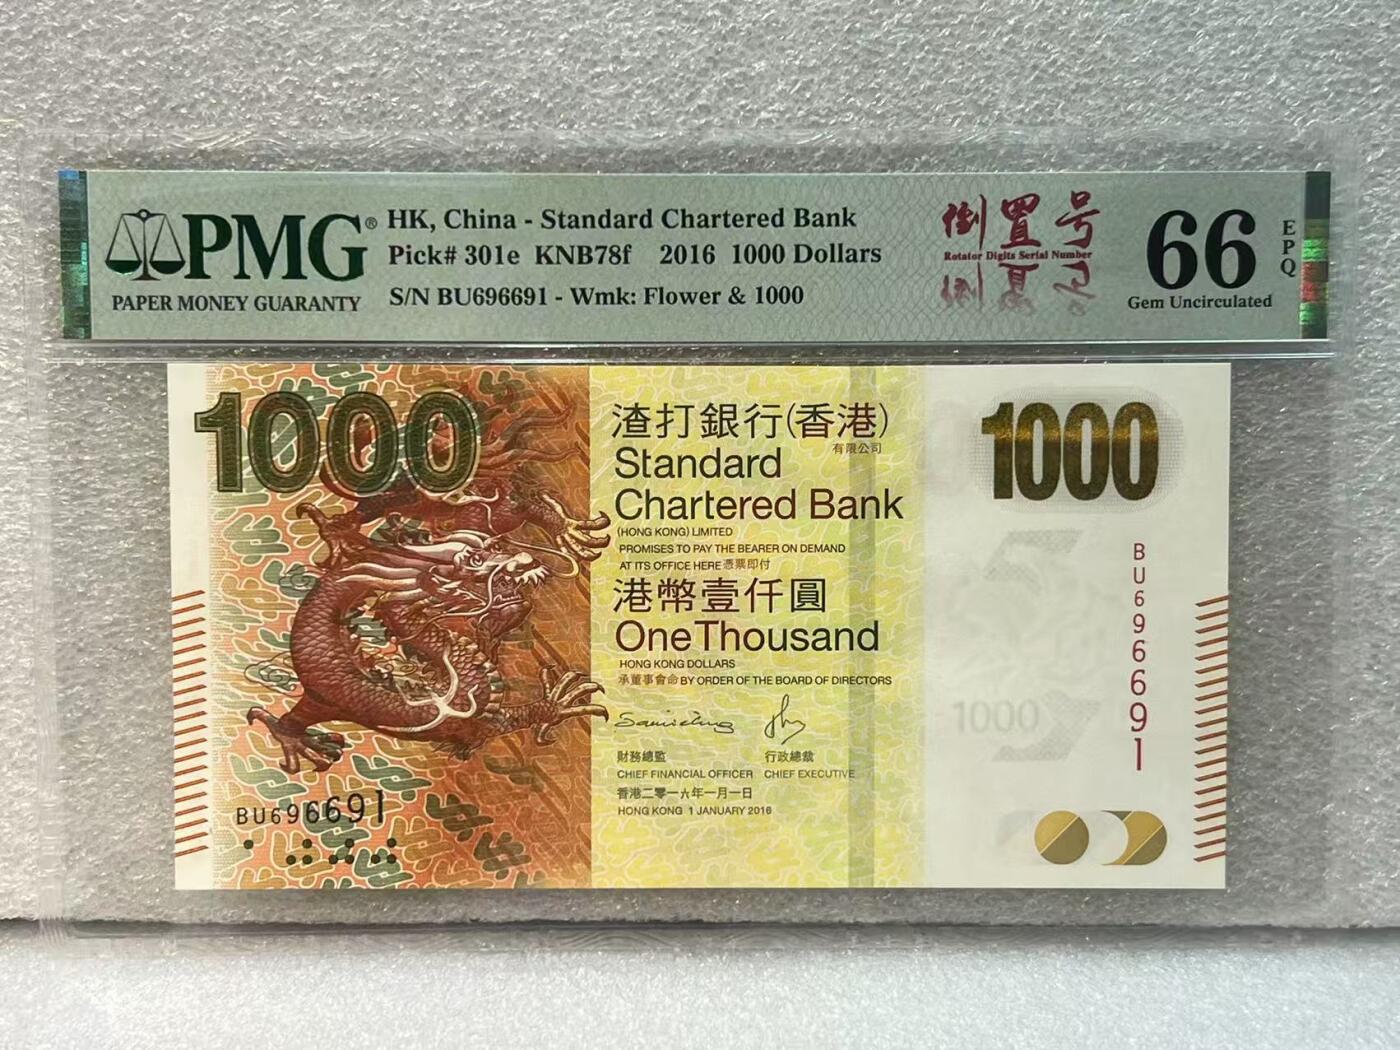 PMG®
PAPER MONEY GUARANTY
HK, China - Standard Chartered Bank
Pick# 301e KNB78f 2016 1000 Dollars
S/N BU696691 - Wmk: Flower & 1000
倒置号
Rotator Digits Serial Number
倒置号
66
EPQ
Gem Uncirculated
1000
渣打銀行(香港)
有限公司
Standard
Chartered Bank
(HONG KONG) LIMITED
PROMISES TO PAY THE BEARER ON DEMAND
AT ITS OFFICE HERE 憑票即付
港幣壹仟圓
One Thousand
HONG KONG DOLLARS
承董事會命 BY ORDER OF THE BOARD OF DIRECTORS
財務總監 行政總裁
CHIEF FINANCIAL OFFICER CHIEF EXECUTIVE
香港二零一六年一月一日
HONG KONG 1 JANUARY 2016
BU696691
1000
BU696691
1000